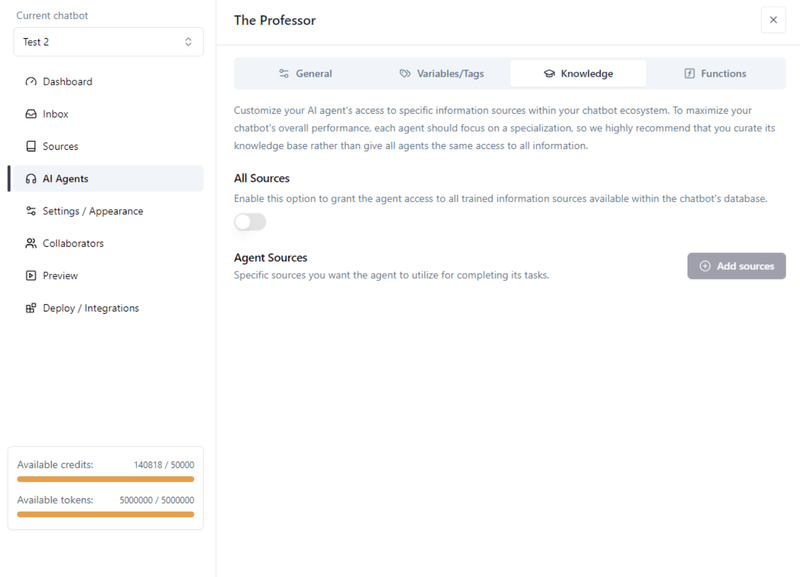 Current chatbot
Test 2
Dashboard
Inbox
Sources
AI Agents
Settings / Appearance
Collaborators
Preview
Deploy / Integrations
Available credits: 140818 / 50000
Available tokens: 5000000 / 5000000
The Professor
General
Variables/Tags
Knowledge
Functions
Customize your AI agent's access to specific information sources within your chatbot ecosystem. To maximize your
chatbot's overall performance, each agent should focus on a specialization, so we highly recommend that you curate its
knowledge base rather than give all agents the same access to all information.
All Sources
Enable this option to grant the agent access to all trained information sources available within the chatbot's database.
Agent Sources
Specific sources you want the agent to utilize for completing its tasks.
Add sources